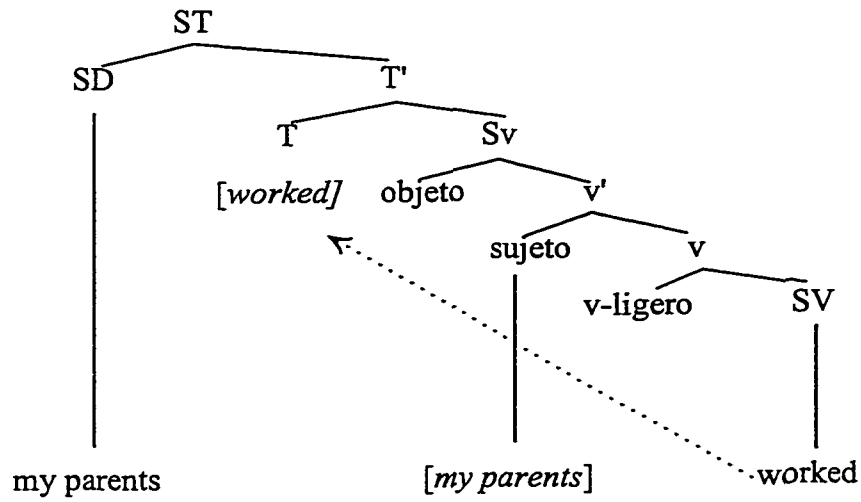 ST
SD T'
T Sv
[worked] objeto v'
sujeto v
v-ligero SV
my parents [my parents] worked